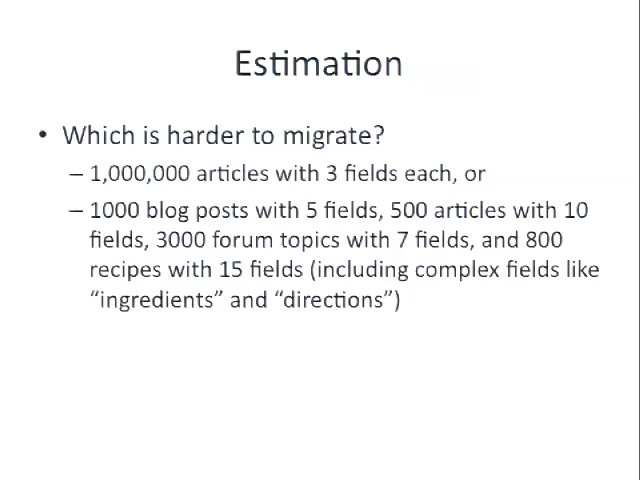 Estimation
• Which is harder to migrate?
– 1,000,000 articles with 3 fields each, or
– 1000 blog posts with 5 fields, 500 articles with 10
fields, 3000 forum topics with 7 fields, and 800
recipes with 15 fields (including complex fields like
“ingredients” and “directions”)